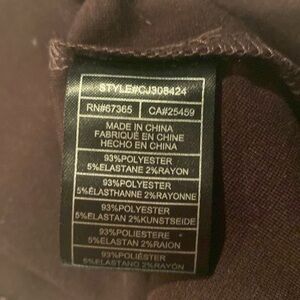 STYLE#CJ308424
RN#67365 CA#25459
MADE IN CHINA
FABRIQUÉ EN CHINE
HECHO EN CHINA
93%POLYESTER
5%ELASTANE 2%RAYON
93%POLYESTER
5%ÉLASTHANNE 2%RAYONNE
93%POLYESTER
5%ELASTAN 2%KUNSTSEIDE
93%POLIESTERE
5%ELASTAN 2%RAION
93%POLIÉSTER
5%ELASTANO 2%RAYÓN